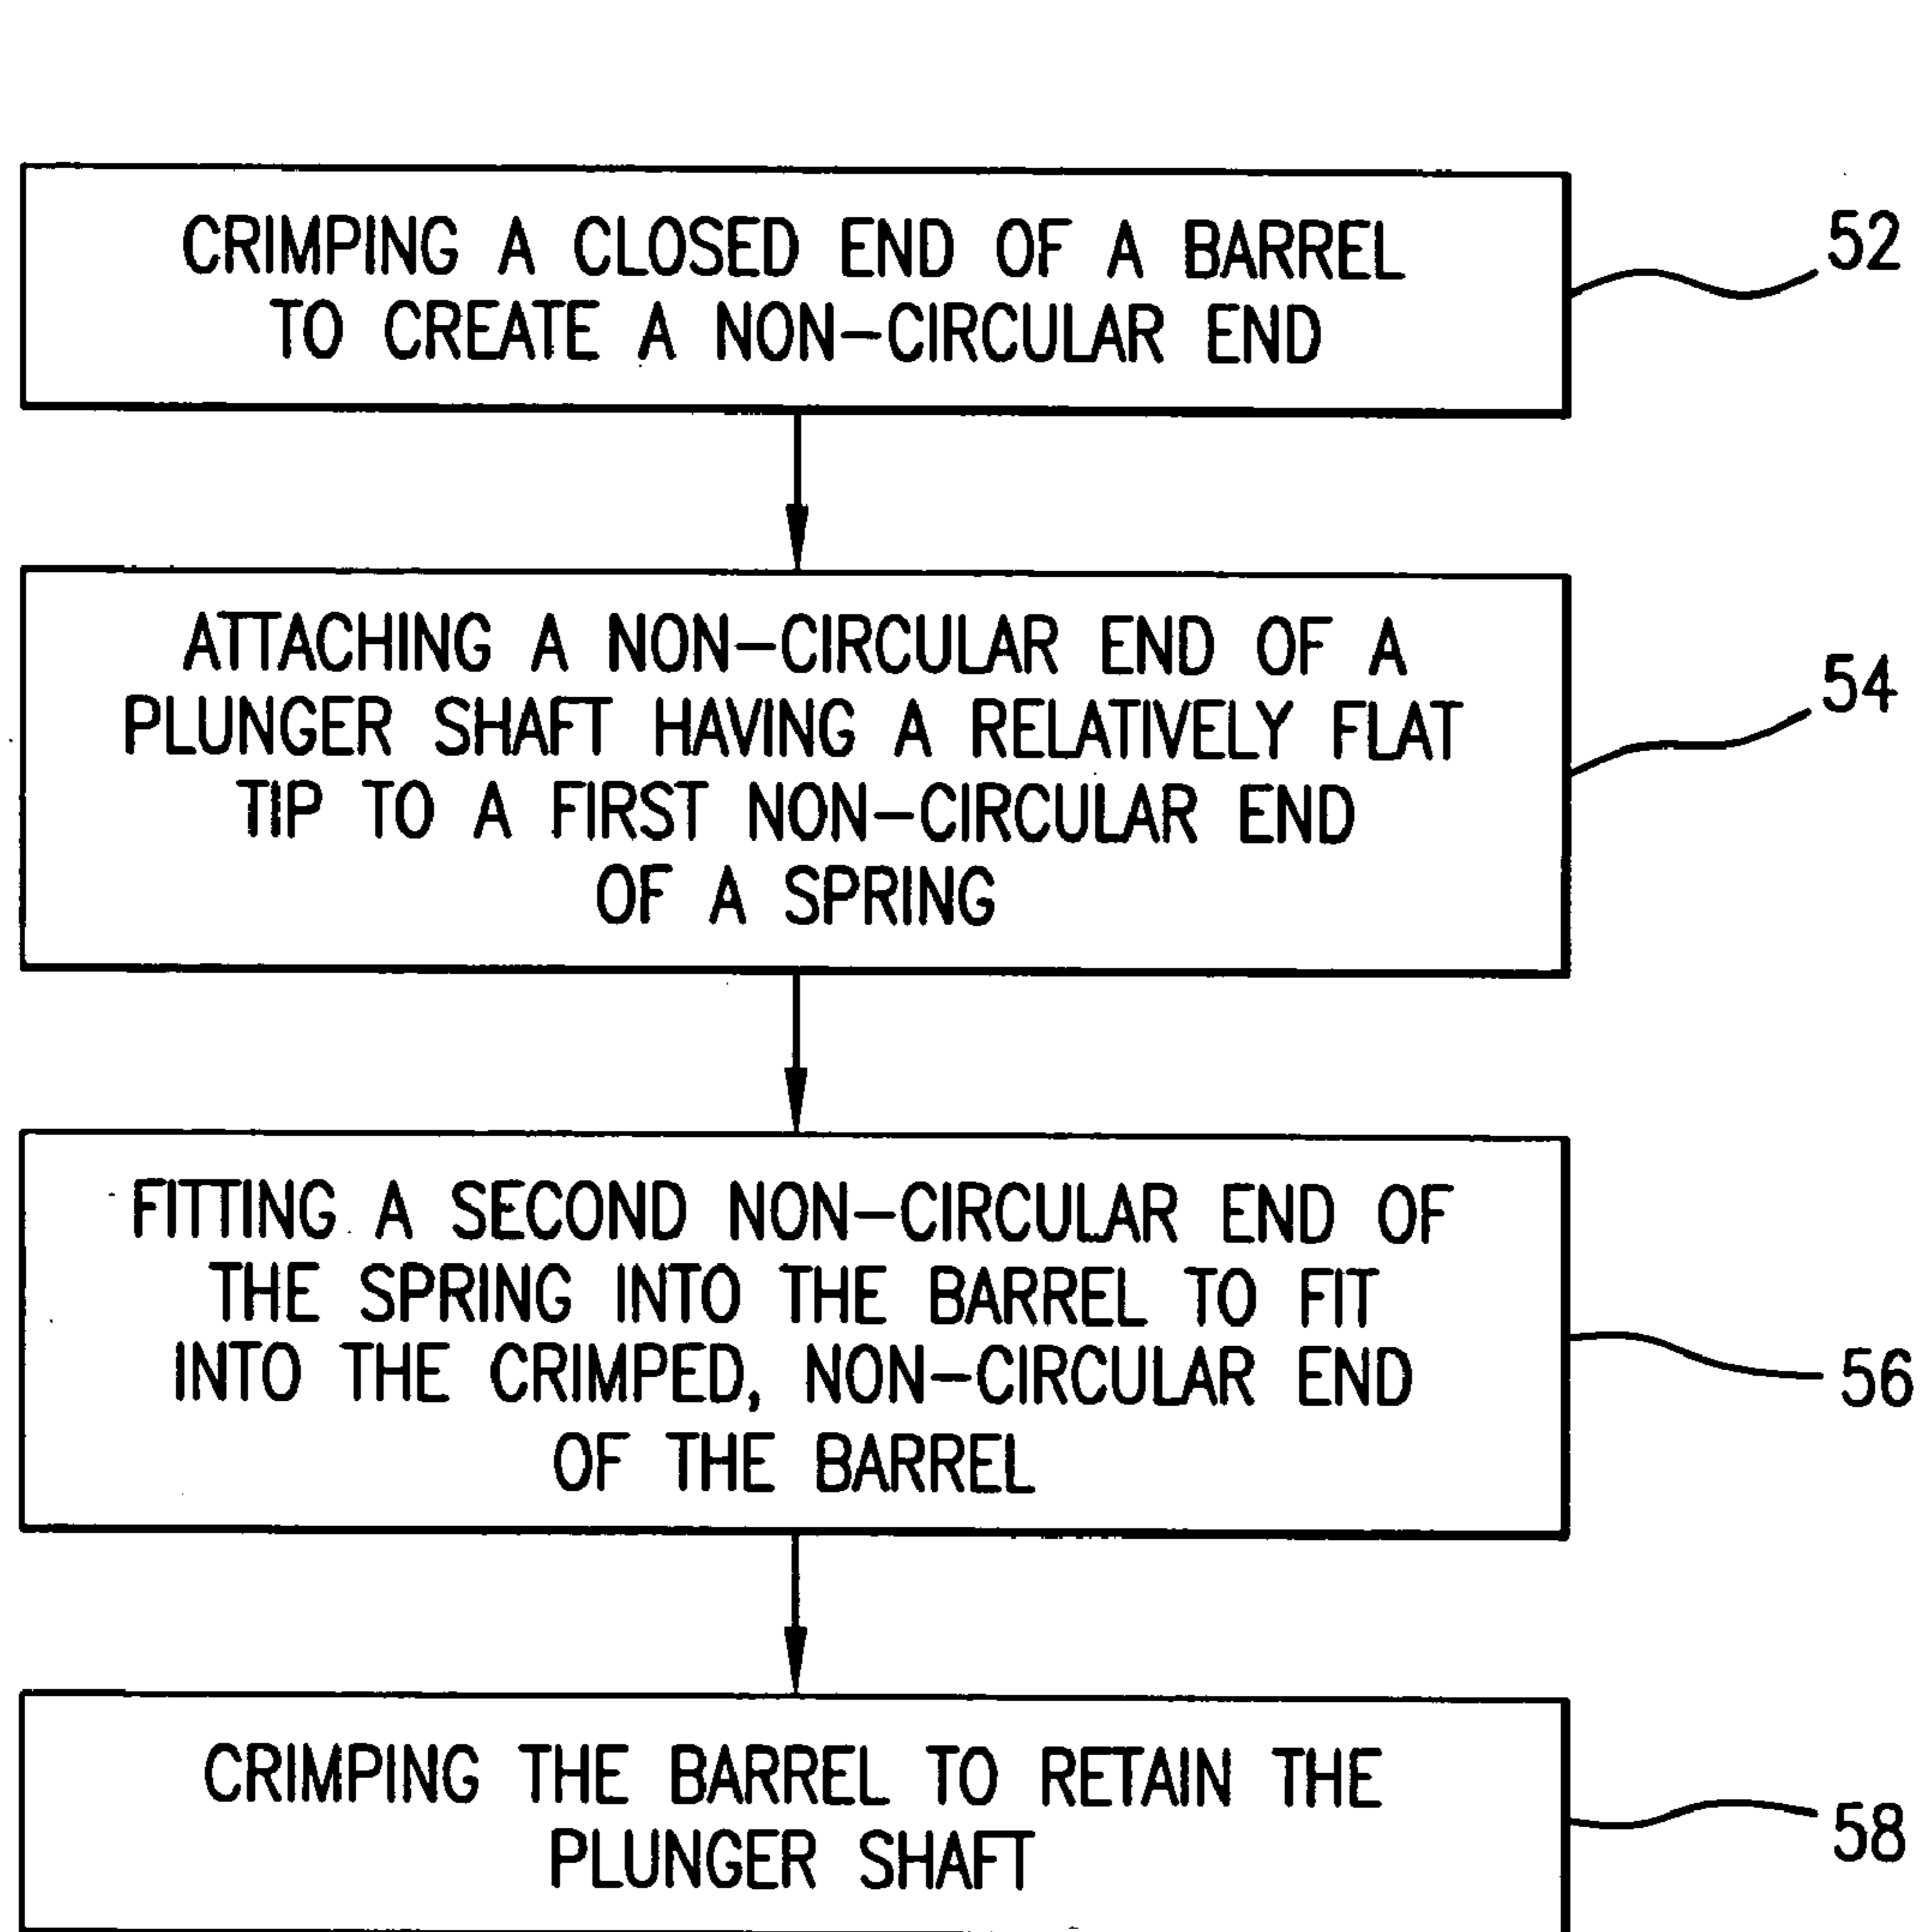 CRIMPING A CLOSED END OF A BARREL
TO CREATE A NON-CIRCULAR END
52
ATTACHING A NON-CIRCULAR END OF A
PLUNGER SHAFT HAVING A RELATIVELY FLAT
TIP TO A FIRST NON-CIRCULAR END
OF A SPRING
54
FITTING A SECOND NON-CIRCULAR END OF
THE SPRING INTO THE BARREL TO FIT
INTO THE CRIMPED, NON-CIRCULAR END
OF THE BARREL
56
CRIMPING THE BARREL TO RETAIN THE
PLUNGER SHAFT
58